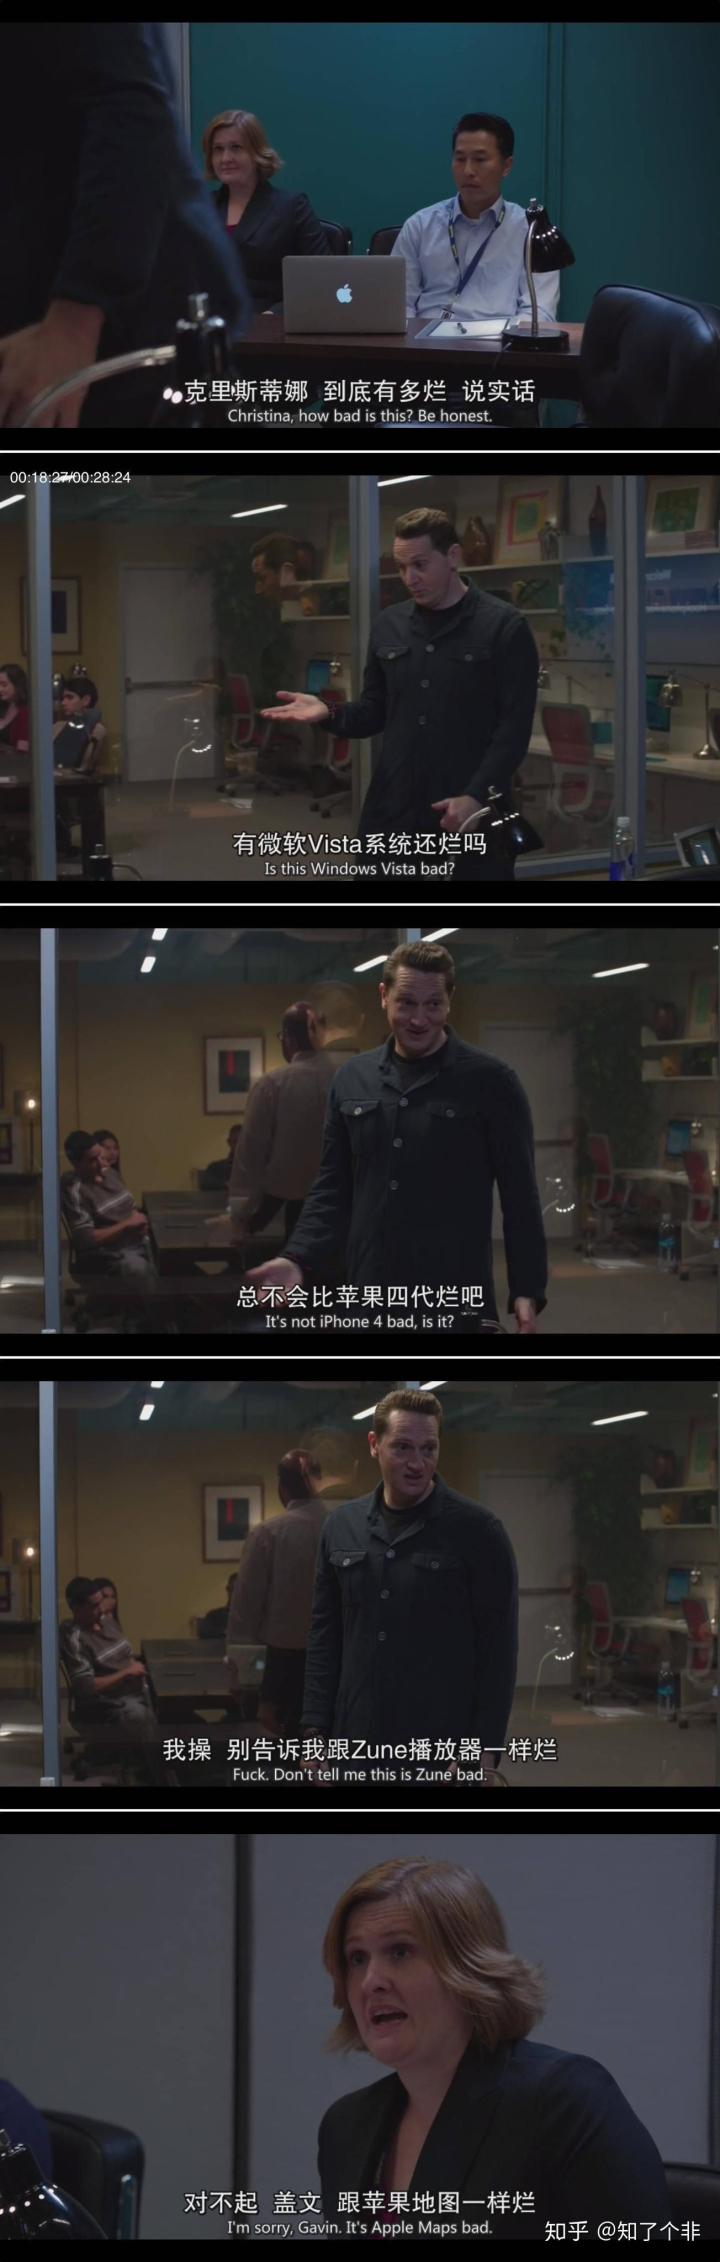 克里斯蒂娜 到底有多烂 说实话
Christina, how bad is this? Be honest.
00:18:27/00:28:24
有微软Vista系统还烂吗
Is this Windows Vista bad?
总不会比苹果四代烂吧
It's not iPhone 4 bad, is it?
我操 别告诉我跟Zune播放器一样烂
Fuck. Don't tell me this is Zune bad.
对不起 盖文 跟苹果地图一样烂
I'm sorry, Gavin. It's Apple Maps bad.
知乎 @知了个非